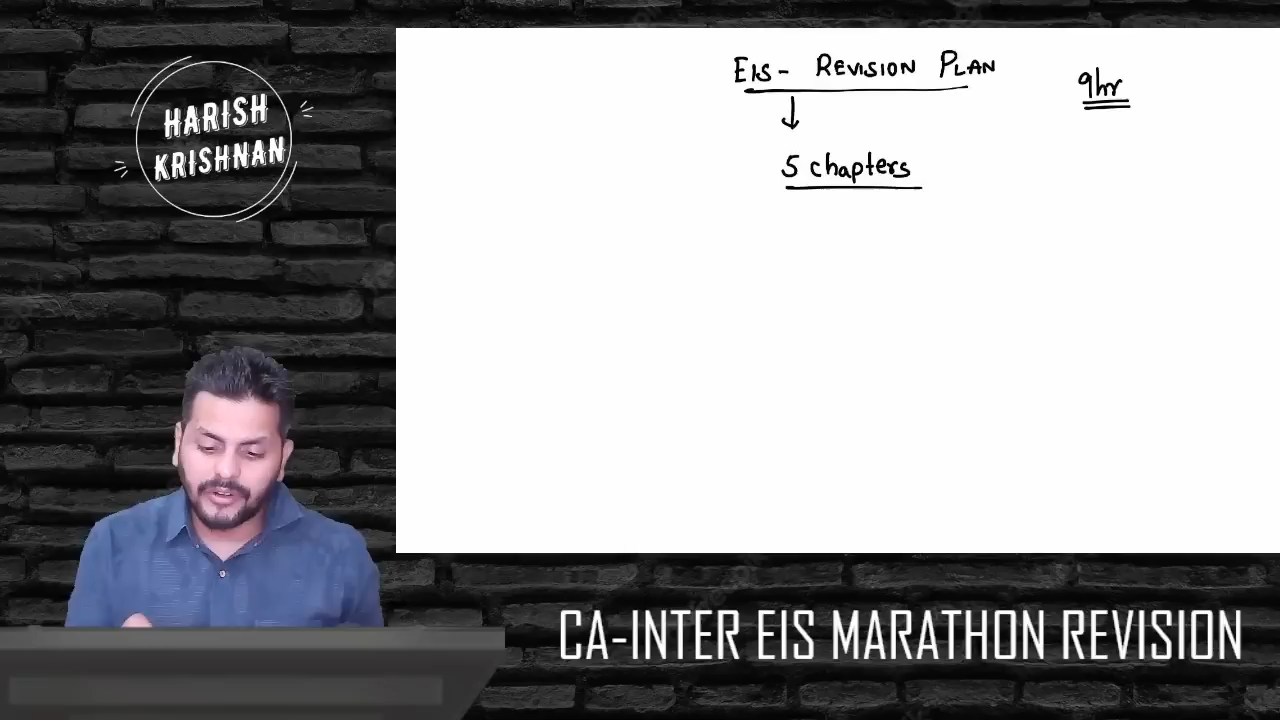 HARISH
KRISHNAN
EIS- REVISION PLAN
9hr
5 chapters
CA-INTER EIS MARATHON REVISION